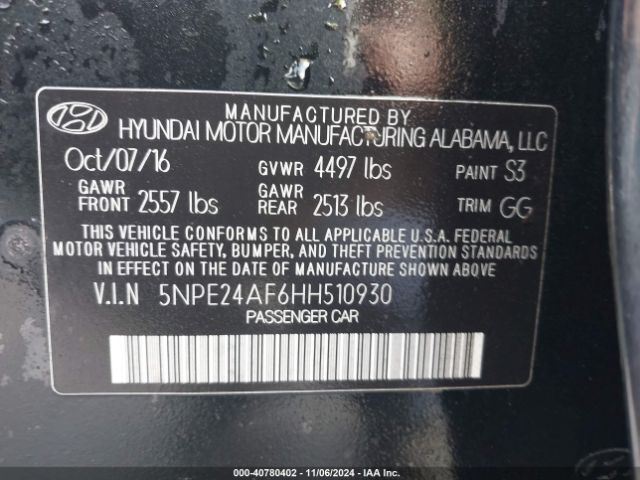 MANUFACTURED BY
HYUNDAI MOTOR MANUFACTURING ALABAMA, LLC
Oct/07/16 GVWR 4497 lbs PAINT S3
GAWR FRONT 2557 lbs GAWR REAR 2513 lbs TRIM GG
THIS VEHICLE CONFORMS TO ALL APPLICABLE U.S.A. FEDERAL
MOTOR VEHICLE SAFETY, BUMPER, AND THEFT PREVENTION STANDARDS
IN EFFECT ON THE DATE OF MANUFACTURE SHOWN ABOVE
V.I.N 5NPE24AF6HH510930
PASSENGER CAR
000-40780402 - 11/06/2024 - IAA Inc.